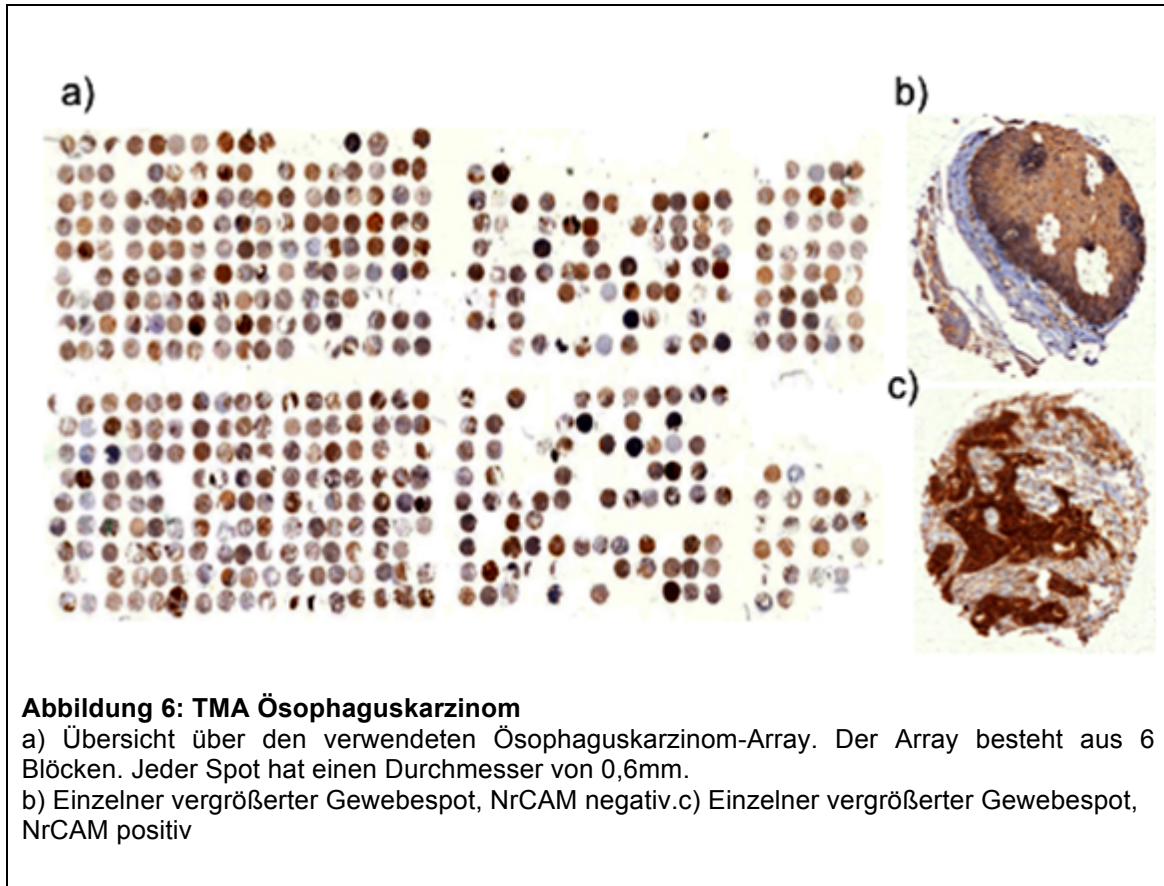 a)
b)
c)
Abbildung 6: TMA Ösophaguskarzinom
a) Übersicht über den verwendeten Ösophaguskarzinom-Array. Der Array besteht aus 6
Blöcken. Jeder Spot hat einen Durchmesser von 0,6mm.
b) Einzelner vergrößerter Gewebespot, NrCAM negativ.c) Einzelner vergrößerter Gewebespot,
NrCAM positiv